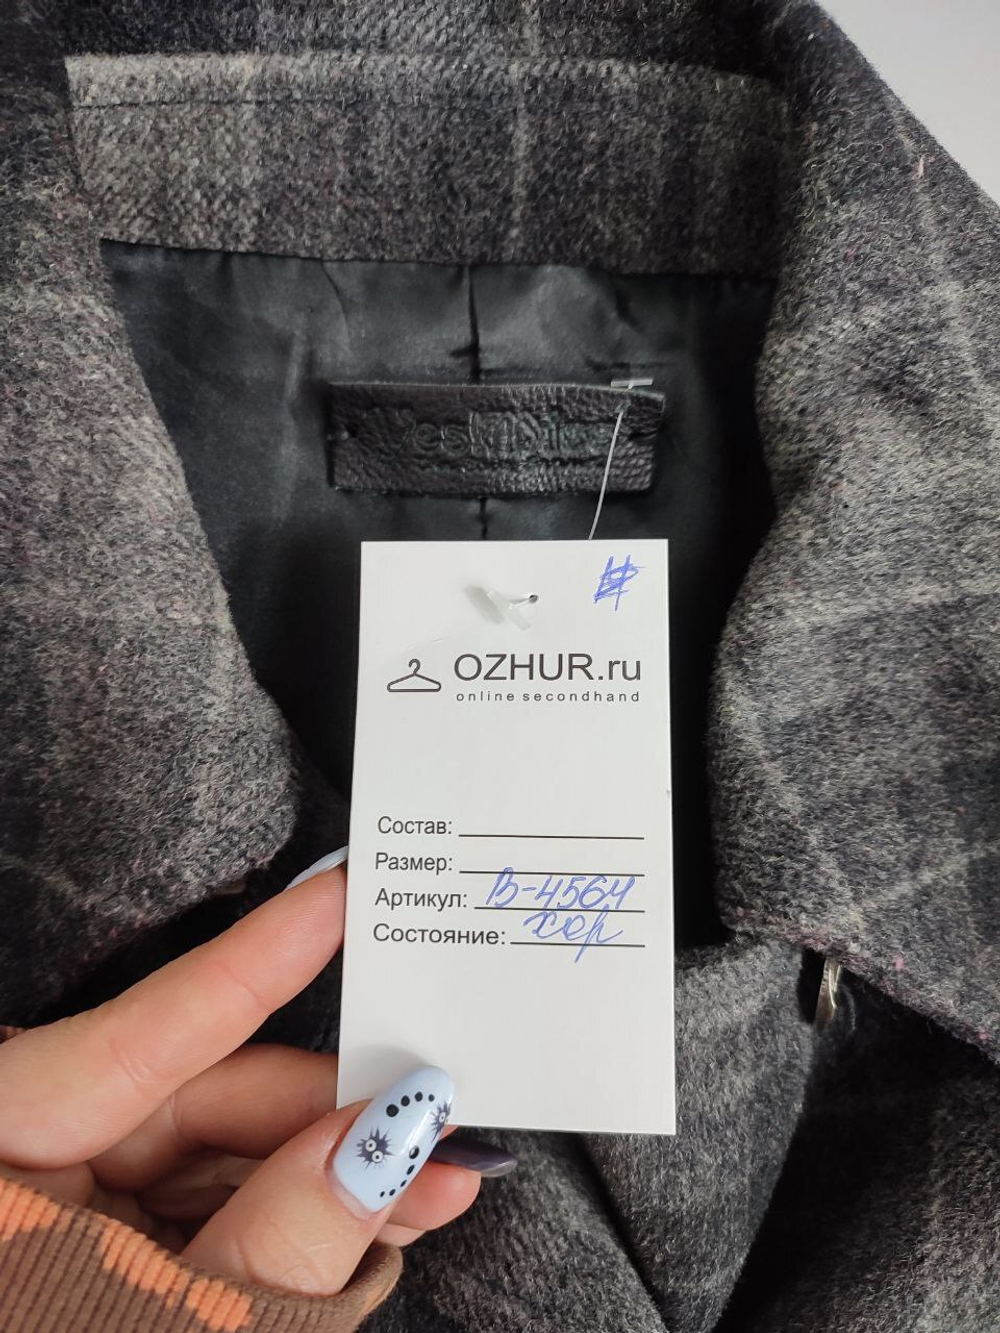 OZHUR.ru
online secondhand
Состав:
Размер:
Артикул: В-4564
Состояние: хор